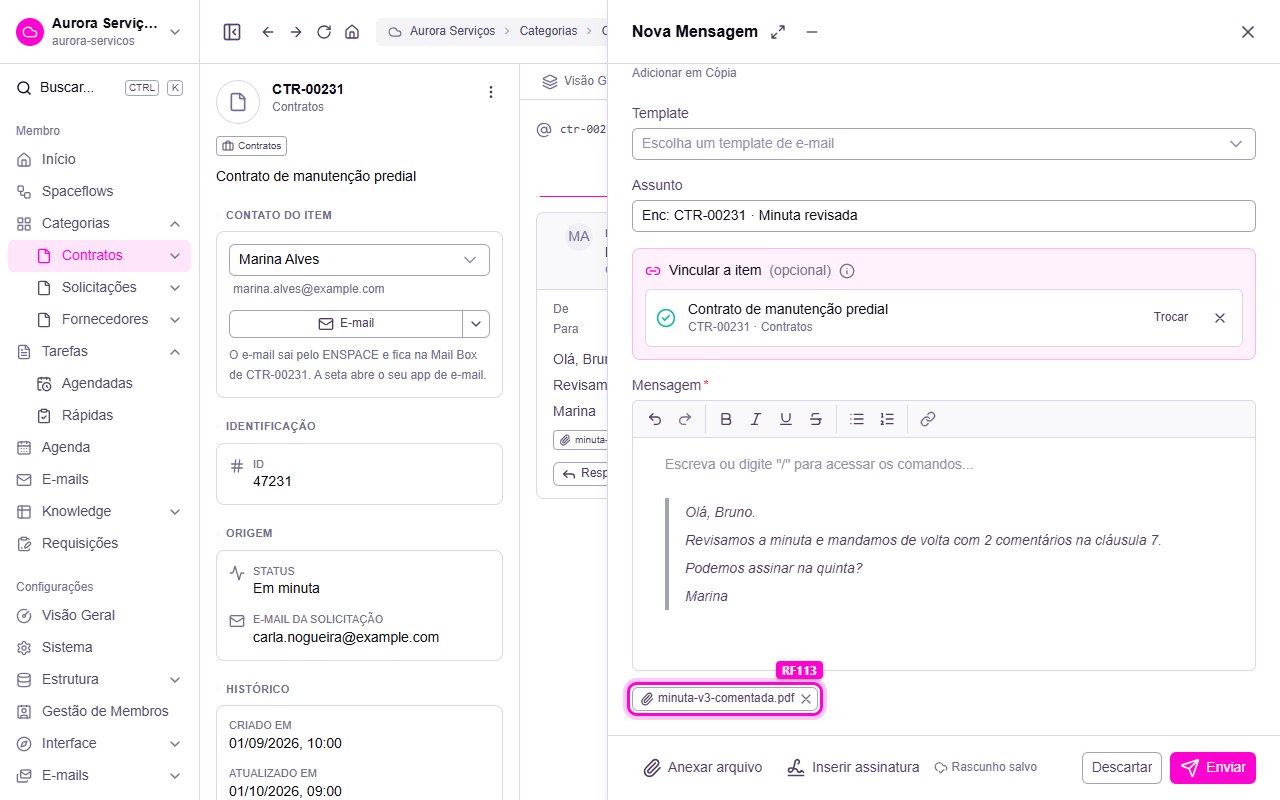 Aurora Serviç...
aurora-servicos
Buscar...
CTRL
K
Membro
Início
Spaceflows
Categorias
Contratos
Solicitações
Fornecedores
Tarefas
Agendadas
Rápidas
Agenda
E-mails
Knowledge
Requisições
Configurações
Visão Geral
Sistema
Estrutura
Gestão de Membros
Interface
E-mails
Aurora Serviços
Categorias
CTR-00231
Contratos
Contratos
Contrato de manutenção predial
CONTATO DO ITEM
Marina Alves
marina.alves@example.com
E-mail
O e-mail sai pelo ENSPACE e fica na Mail Box
de CTR-00231. A seta abre o seu app de e-mail.
IDENTIFICAÇÃO
ID
47231
ORIGEM
STATUS
Em minuta
E-MAIL DA SOLICITAÇÃO
carla.nogueira@example.com
HISTÓRICO
CRIADO EM
01/09/2026, 10:00
ATUALIZADO EM
01/10/2026, 09:00
Visão G
ctr-002
MA
De
Para
Olá, Bru
Revisam
Marina
minuta-
Resp
Nova Mensagem
Adicionar em Cópia
Template
Escolha um template de e-mail
Assunto
Enc: CTR-00231 · Minuta revisada
Vincular a item (opcional)
Contrato de manutenção predial
CTR-00231 · Contratos
Trocar
Mensagem*
Escreva ou digite "/" para acessar os comandos...
Olá, Bruno.
Revisamos a minuta e mandamos de volta com 2 comentários na cláusula 7.
Podemos assinar na quinta?
Marina
RF113
minuta-v3-comentada.pdf
Anexar arquivo
Inserir assinatura
Rascunho salvo
Descartar
Enviar